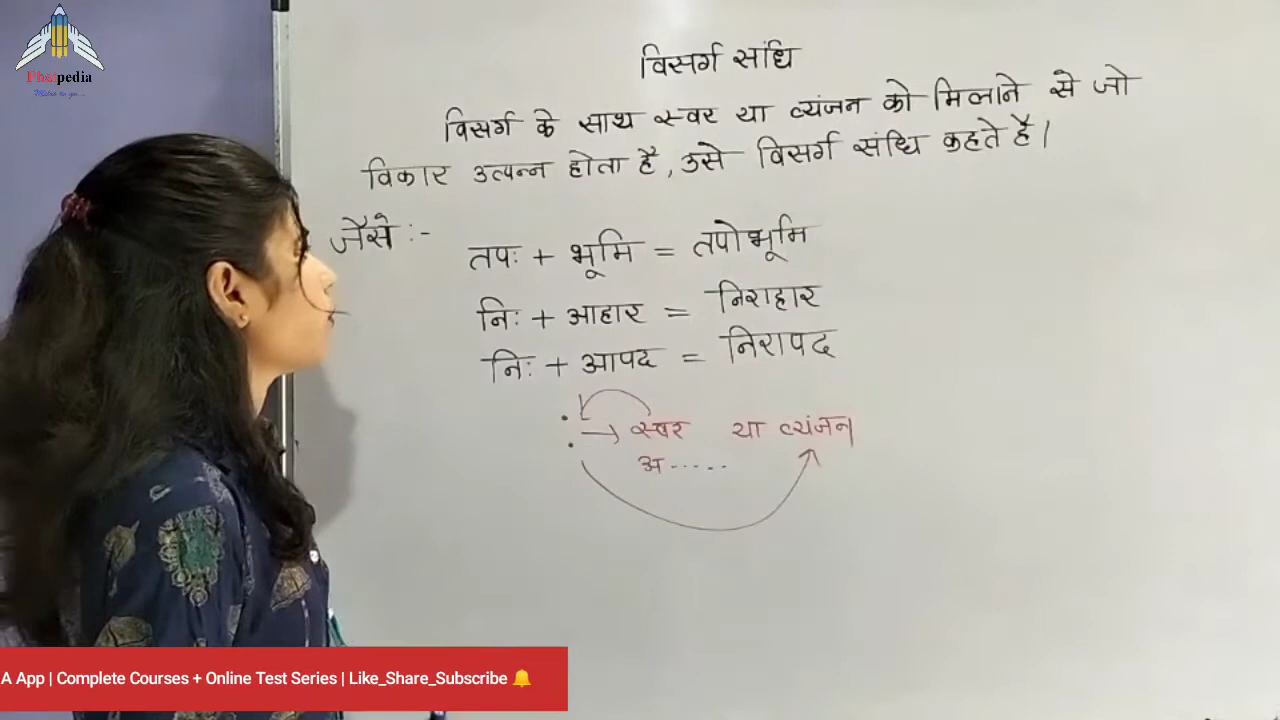 Phatpedia
विसर्ग संधि
विसर्ग के साथ स्वर या व्यंजन को मिलाने से जो
विकार उत्पन्न होता है, उसे विसर्ग संधि कहते है।
जैसे :-
तपः + भूमि = तपोभूमि
निः + आहार = निराहार
निः + आपद = निरापद
: → स्वर या व्यंजन
अ-----
A App | Complete Courses + Online Test Series | Like_Share_Subscribe 🔔